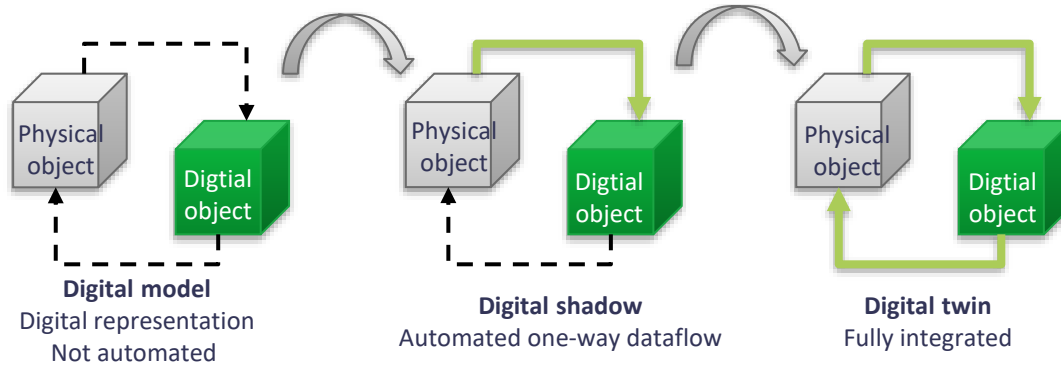 Physical
object
Digtial
object
Digital model
Digital representation
Not automated
Physical
object
Digtial
object
Digital shadow
Automated one-way dataflow
Physical
object
Digtial
object
Digital twin
Fully integrated